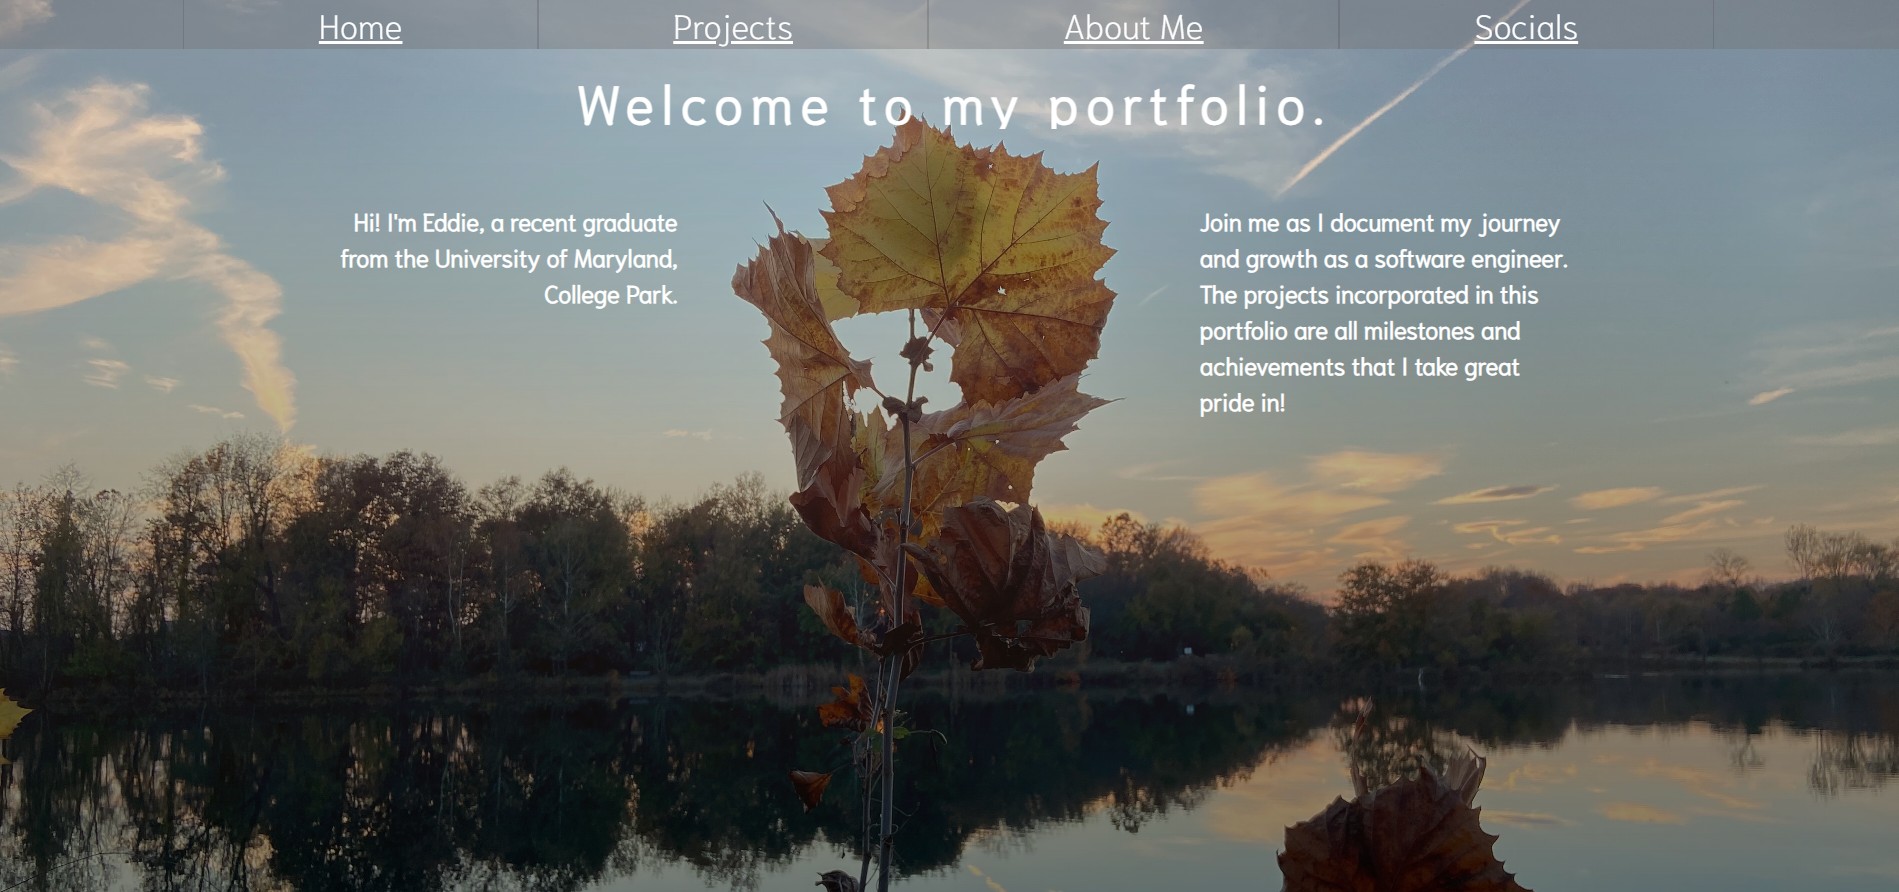 Home Projects About Me Socials
Welcome to my portfolio.
Hi! I'm Eddie, a recent graduate
from the University of Maryland,
College Park.
Join me as I document my journey
and growth as a software engineer.
The projects incorporated in this
portfolio are all milestones and
achievements that I take great
pride in!